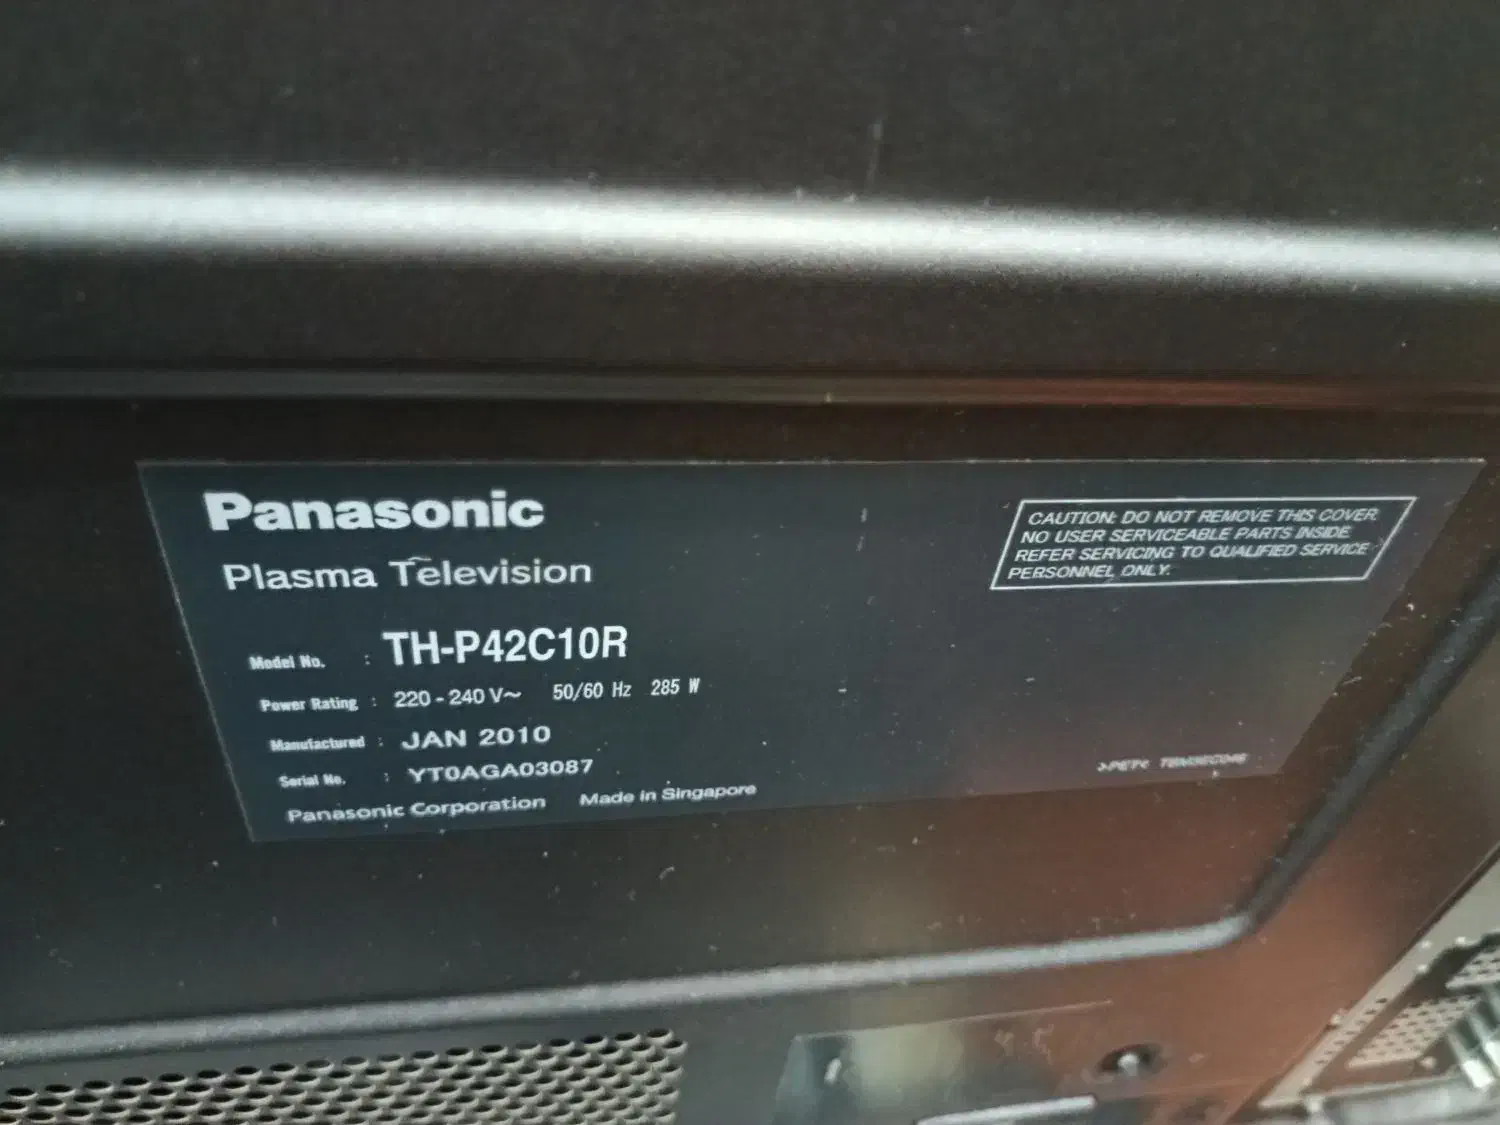 Panasonic
Plasma Television
Model No. : TH-P42C10R
Power Rating : 220-240 V~ 50/60 Hz 285 W
Manufactured : JAN 2010
Serial No. : YT0AGA03087
Panasonic Corporation Made in Singapore
CAUTION: DO NOT REMOVE THIS COVER
NO USER SERVICEABLE PARTS INSIDE
REFER SERVICING TO QUALIFIED SERVICE
PERSONNEL ONLY.
>PET<